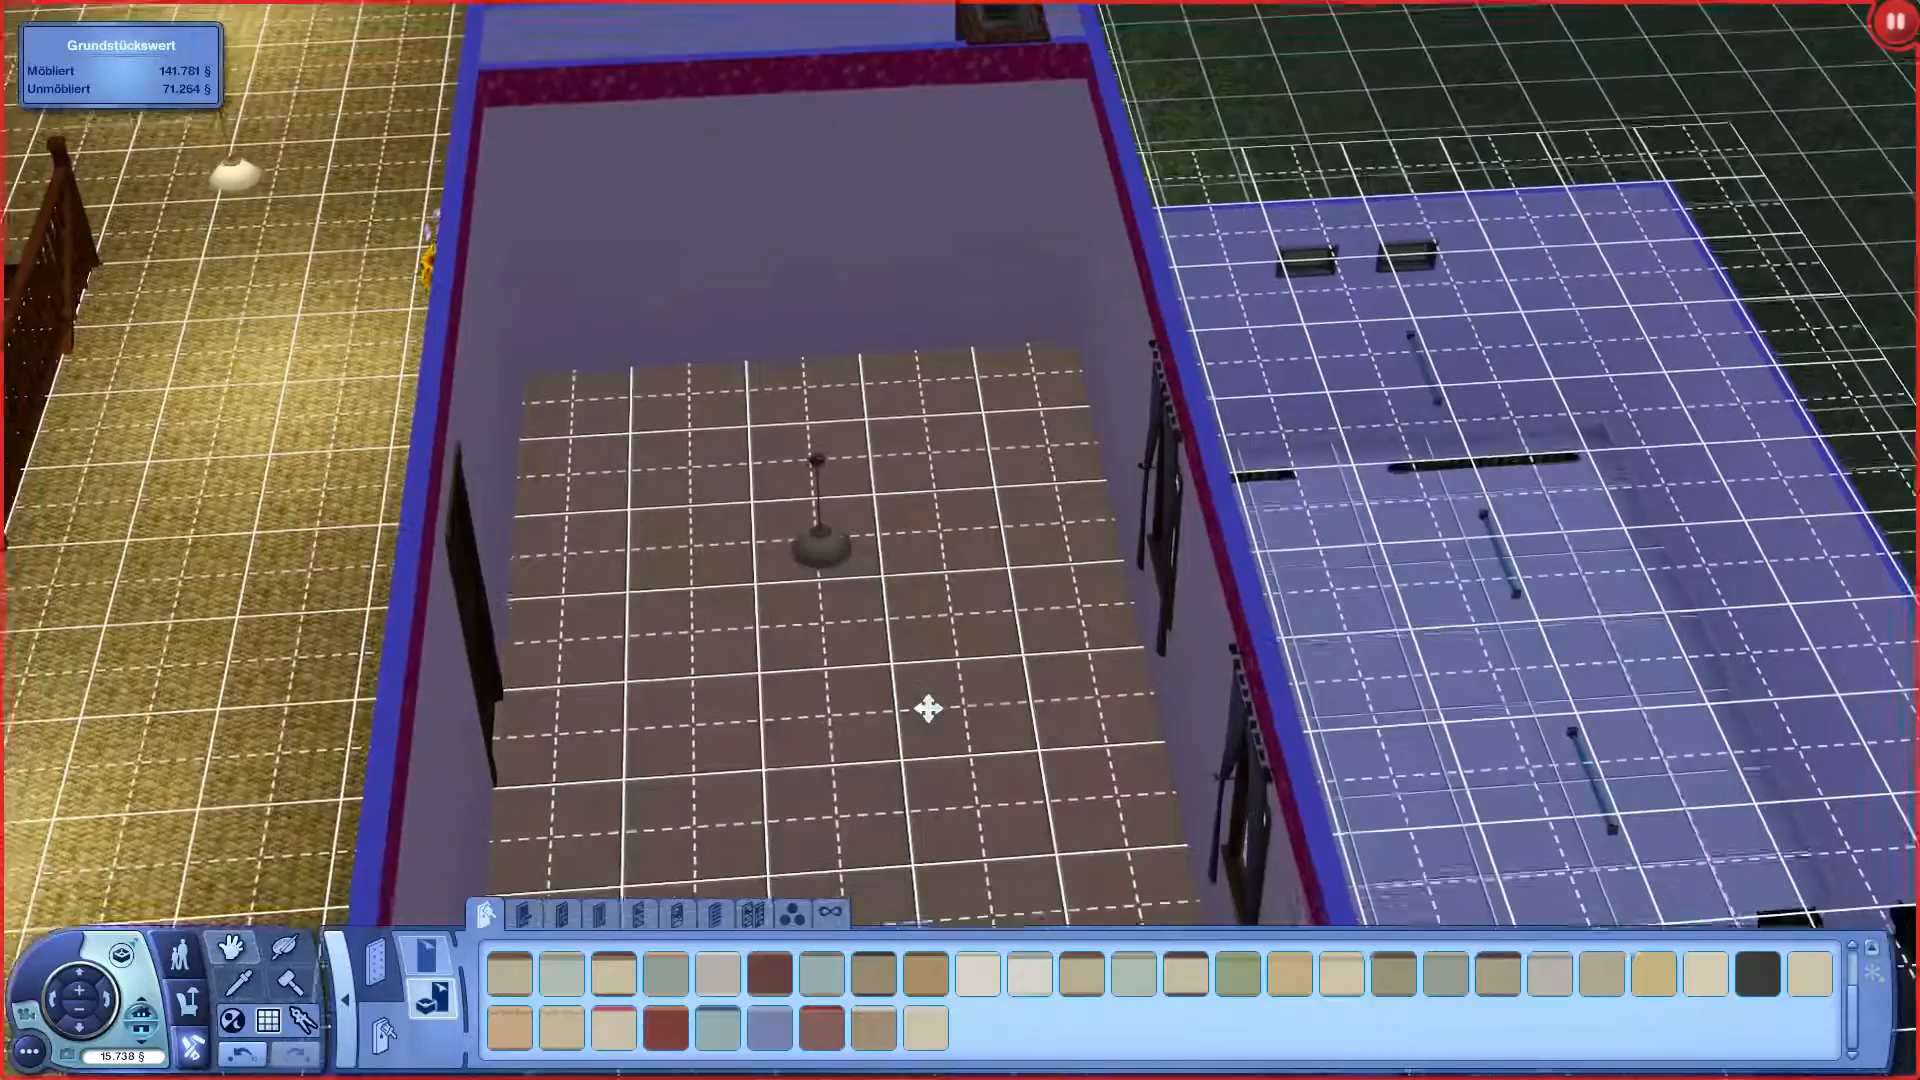 Grundstückswert
Möbliert 141.781 §
Unmöbliert 71.264 §
15.738 §